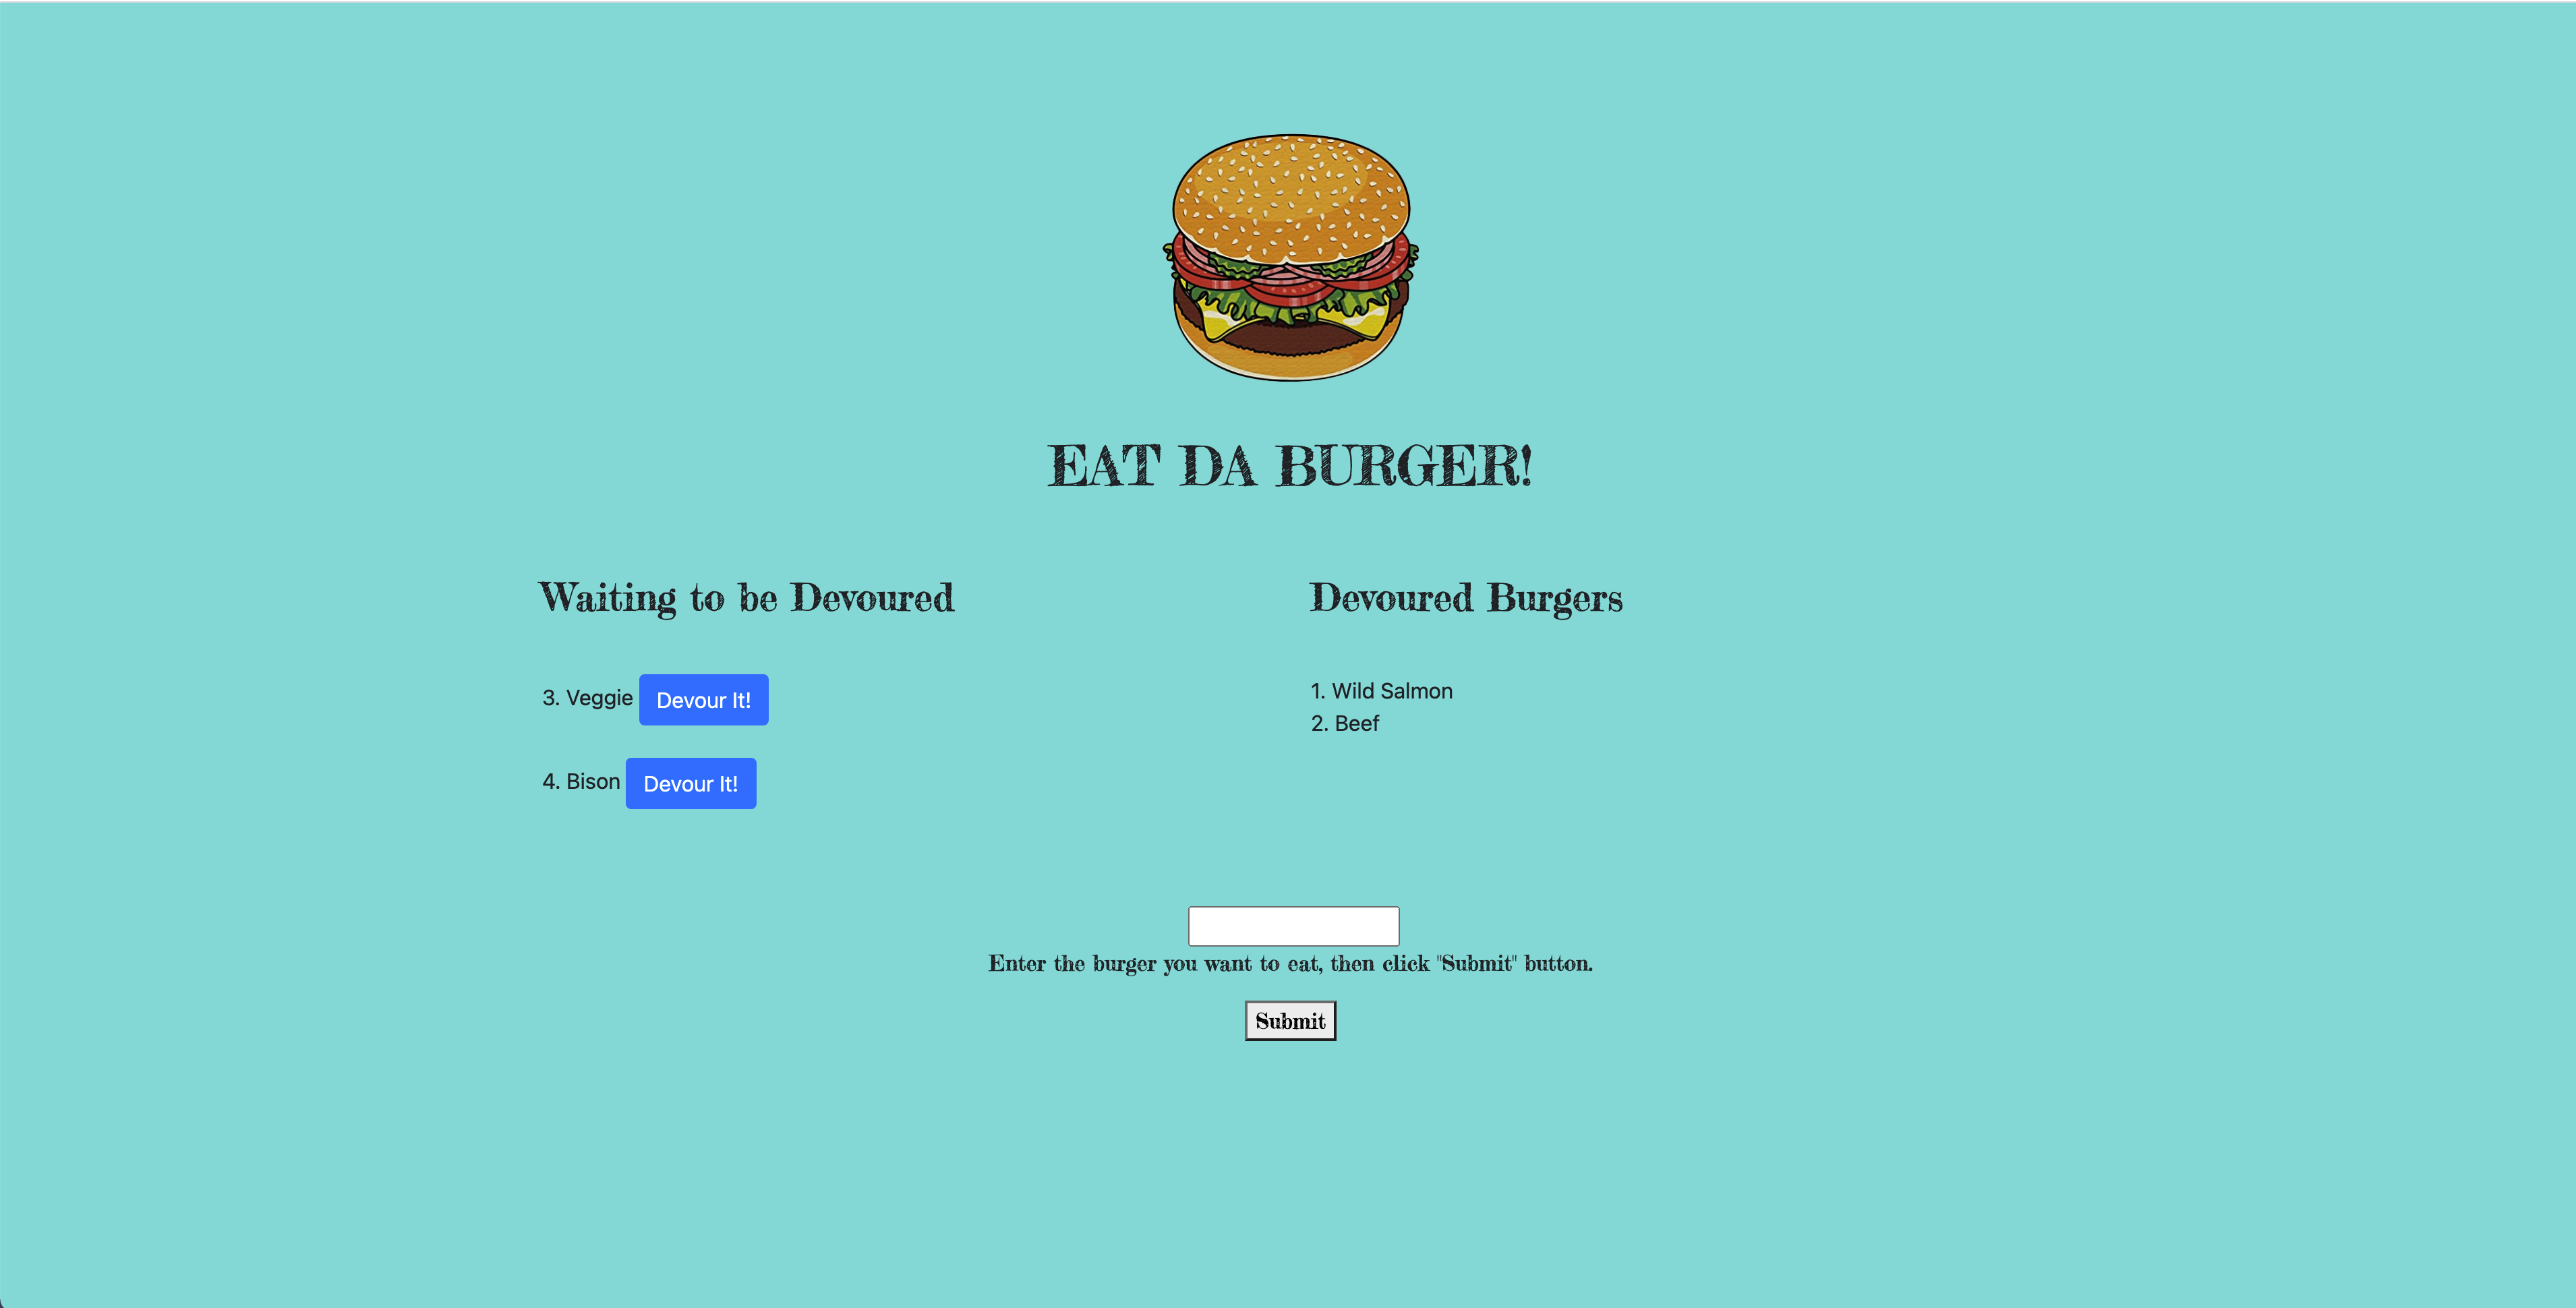 EAT DA BURGER!
Waiting to be Devoured
3. Veggie Devour It!
4. Bison Devour It!
Devoured Burgers
1. Wild Salmon
2. Beef
Enter the burger you want to eat, then click "Submit" button.
Submit